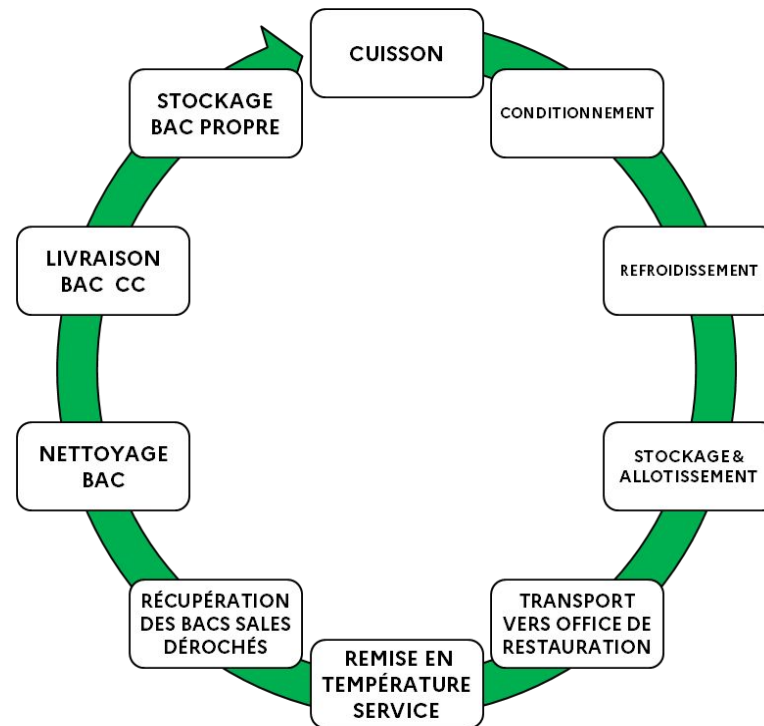 CUISSON
CONDITIONNEMENT
REFROIDISSEMENT
STOCKAGE &
ALLOTISSEMENT
TRANSPORT
VERS OFFICE DE
RESTAURATION
REMISE EN
TEMPÉRATURE
SERVICE
RÉCUPÉRATION
DES BACS SALES
DÉROCHÉS
NETTOYAGE
BAC
LIVRAISON
BAC CC
STOCKAGE
BAC PROPRE